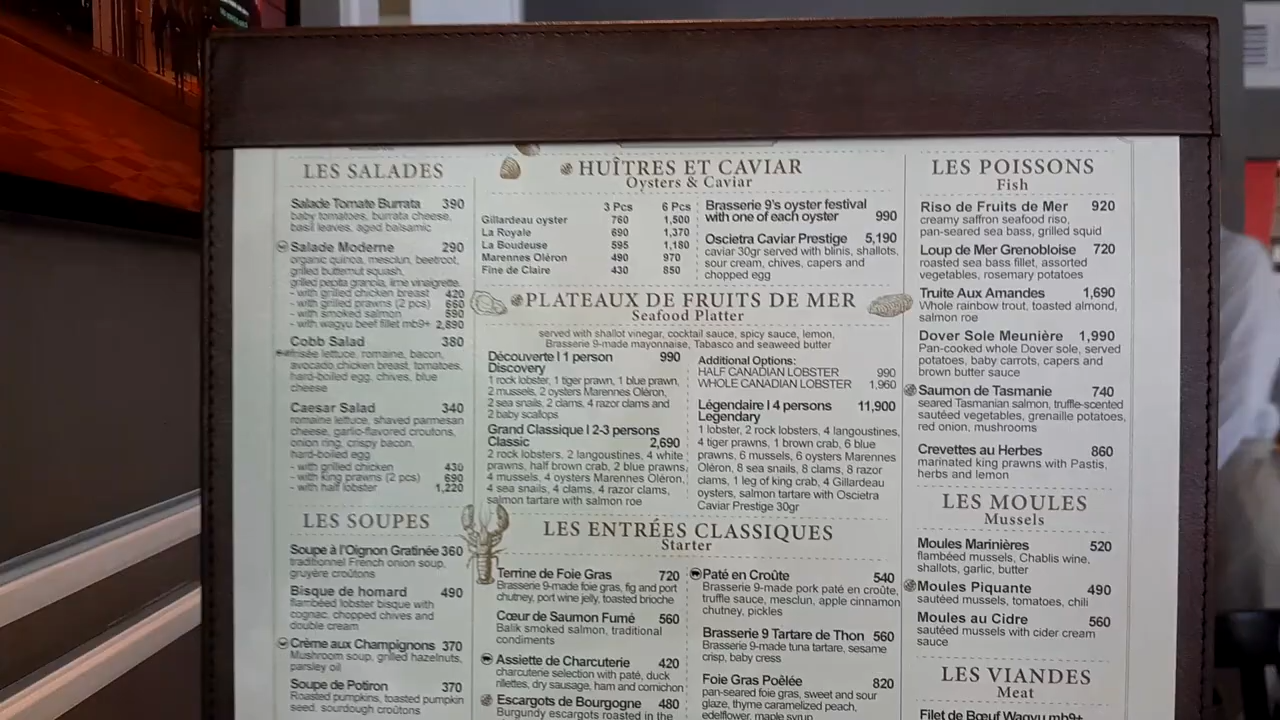 LES SALADES
Salade Tomate Burrata 390
baby tomatoes, burrata cheese,
basil leaves, aged balsamic
Salade Moderne 290
organic quinoa, mesclun, beetroot,
grilled butternut squash,
grilled pepita granola, lime vinaigrette
- with grilled chicken breast 420
- with grilled prawns (2 pcs) 660
- with smoked salmon 590
- with wagyu beef fillet mb9+ 2,890
Cobb Salad 380
frisée lettuce, romaine, bacon,
avocado chicken breast, tomatoes,
hard-boiled egg, chives, blue
cheese
Caesar Salad 340
romaine lettuce, shaved parmesan
cheese, garlic-flavored croutons,
onion ring, crispy bacon,
hard-boiled egg
- with grilled chicken 430
- with king prawns (2 pcs) 690
- with half lobster 1,220
LES SOUPES
Soupe à l'Oignon Gratinée 360
traditionnel French onion soup,
gruyère croûtons
Bisque de homard 490
flambéed lobster bisque with
cognac, chopped chives and
double cream
Crème aux Champignons 370
Mushroom soup, grilled hazelnuts,
parsley oil
Soupe de Potiron 370
Roasted pumpkins, toasted pumpkin
seed, sourdough croûtons
HUÎTRES ET CAVIAR
Oysters & Caviar
3 Pcs 6 Pcs
Gillardeau oyster 760 1,500
La Royale 690 1,370
La Boudeuse 595 1,180
Marennes Oléron 490 970
Fine de Claire 430 850
Brasserie 9's oyster festival
with one of each oyster 990
Oscietra Caviar Prestige 5,190
caviar 30gr served with blinis, shallots,
sour cream, chives, capers and
chopped egg
PLATEAUX DE FRUITS DE MER
Seafood Platter
served with shallot vinegar, cocktail sauce, spicy sauce, lemon,
Brasserie 9-made mayonnaise, Tabasco and seaweed butter
Découverte | 1 person 990
Discovery
1 rock lobster, 1 tiger prawn, 1 blue prawn,
2 mussels, 2 oysters Marennes Oléron,
2 sea snails, 2 clams, 4 razor clams and
2 baby scallops
Grand Classique | 2-3 persons
Classic 2,690
2 rock lobsters, 2 langoustines, 4 white
prawns, half brown crab, 2 blue prawns,
4 mussels, 4 oysters Marennes Oléron,
4 sea snails, 4 clams, 4 razor clams,
salmon tartare with salmon roe
Additional Options:
HALF CANADIAN LOBSTER 990
WHOLE CANADIAN LOBSTER 1,960
Légendaire | 4 persons 11,900
Legendary
1 lobster, 2 rock lobsters, 4 langoustines,
4 tiger prawns, 1 brown crab, 6 blue
prawns, 6 mussels, 6 oysters Marennes
Oléron, 8 sea snails, 8 clams, 8 razor
clams, 1 leg of king crab, 4 Gillardeau
oysters, salmon tartare with Oscietra
Caviar Prestige 30gr
LES ENTRÉES CLASSIQUES
Starter
Terrine de Foie Gras 720
Brasserie 9-made foie gras, fig and port
chutney, port wine jelly, toasted brioche
Cœur de Saumon Fumé 560
Balik smoked salmon, traditional
condiments
Assiette de Charcuterie 420
charcuterie selection with paté, duck
rillettes, dry sausage, ham and cornichon
Escargots de Bourgogne 480
Burgundy escargots roasted in the
Paté en Croûte 540
Brasserie 9-made pork paté en croûte,
truffle sauce, mesclun, apple cinnamon
chutney, pickles
Brasserie 9 Tartare de Thon 560
Brasserie 9-made tuna tartare, sesame
crisp, baby cress
Foie Gras Poêlée 820
pan-seared foie gras, sweet and sour
glaze, thyme caramelized peach,
edelflower, maple syrup
LES POISSONS
Fish
Riso de Fruits de Mer 920
creamy saffron seafood riso,
pan-seared sea bass, grilled squid
Loup de Mer Grenobloise 720
roasted sea bass fillet, assorted
vegetables, rosemary potatoes
Truite Aux Amandes 1,690
Whole rainbow trout, toasted almond,
salmon roe
Dover Sole Meunière 1,990
Pan-cooked whole Dover sole, served
potatoes, baby carrots, capers and
brown butter sauce
Saumon de Tasmanie 740
seared Tasmanian salmon, truffle-scented
sautéed vegetables, grenaille potatoes,
red onion, mushrooms
Crevettes au Herbes 860
marinated king prawns with Pastis,
herbs and lemon
LES MOULES
Mussels
Moules Marinières 520
flambéed mussels, Chablis wine,
shallots, garlic, butter
Moules Piquante 490
sautéed mussels, tomatoes, chili
Moules au Cidre 560
sautéed mussels with cider cream
sauce
LES VIANDES
Meat
Filet de Bœuf Wagyu mb9+